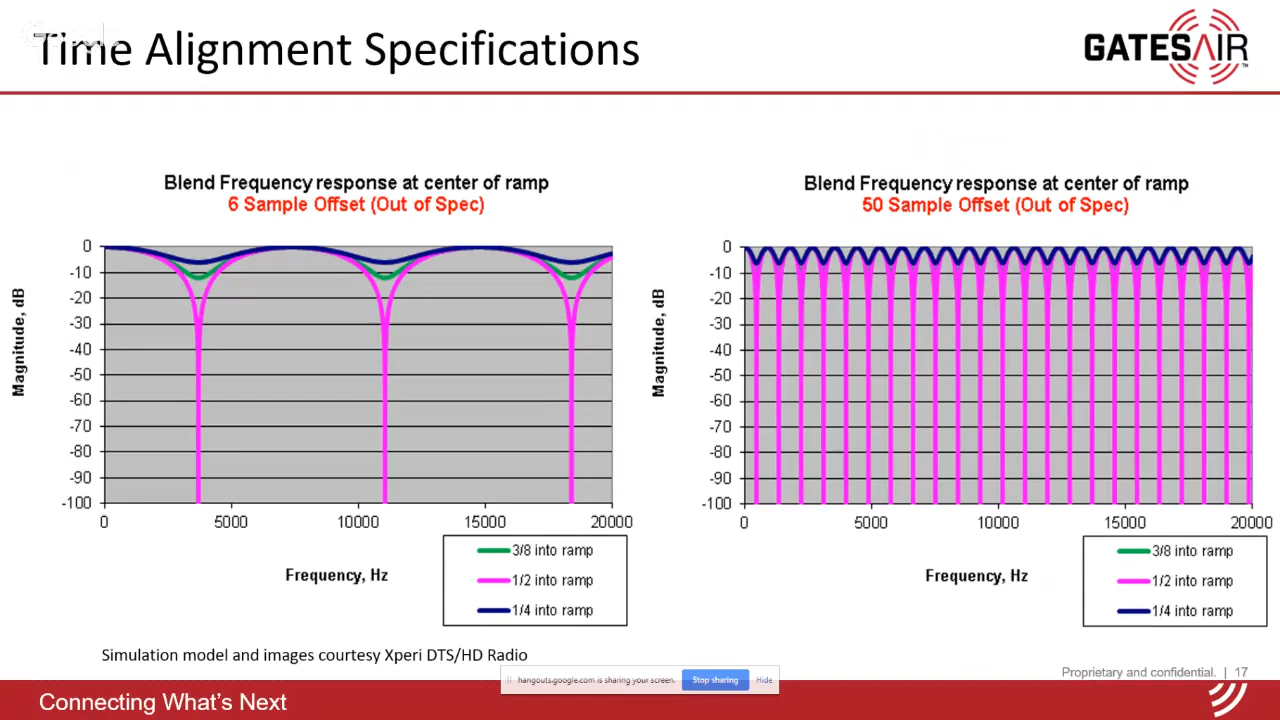 Time Alignment Specifications
GATESAIR™
Blend Frequency response at center of ramp
6 Sample Offset (Out of Spec)
Magnitude, dB
0
-10
-20
-30
-40
-50
-60
-70
-80
-90
-100
0
5000
10000
15000
20000
Frequency, Hz
3/8 into ramp
1/2 into ramp
1/4 into ramp
Blend Frequency response at center of ramp
50 Sample Offset (Out of Spec)
Magnitude, dB
0
-10
-20
-30
-40
-50
-60
-70
-80
-90
-100
0
5000
10000
15000
20000
Frequency, Hz
3/8 into ramp
1/2 into ramp
1/4 into ramp
Simulation model and images courtesy Xperi DTS/HD Radio
hangouts.google.com is sharing your screen. Stop sharing Hide
Proprietary and confidential. | 17
Connecting What's Next